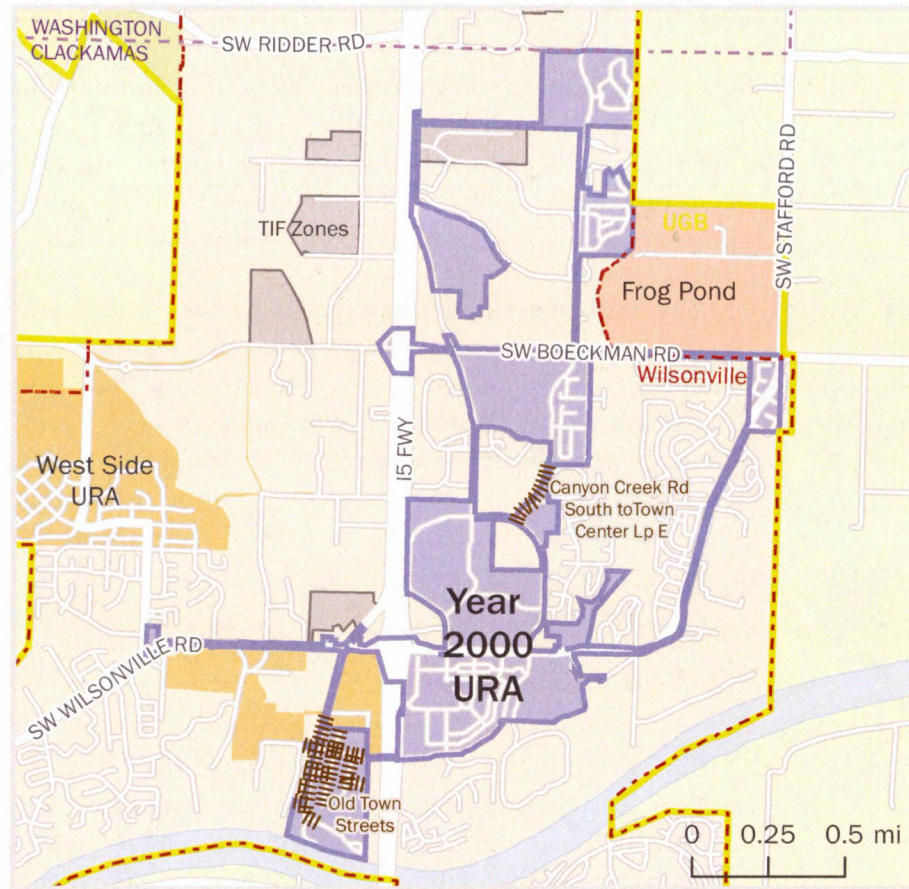 WASHINGTON
CLACKAMAS
SW RIDDER RD
SW STAFFORD RD
TIF Zones
UGB
Frog Pond
SW BOECKMAN RD
Wilsonville
I5 FWY
West Side
URA
Canyon Creek Rd
South toTown
Center Lp E
Year
2000
URA
SW WILSONVILLE RD
Old Town
Streets
0 0.25 0.5 mi